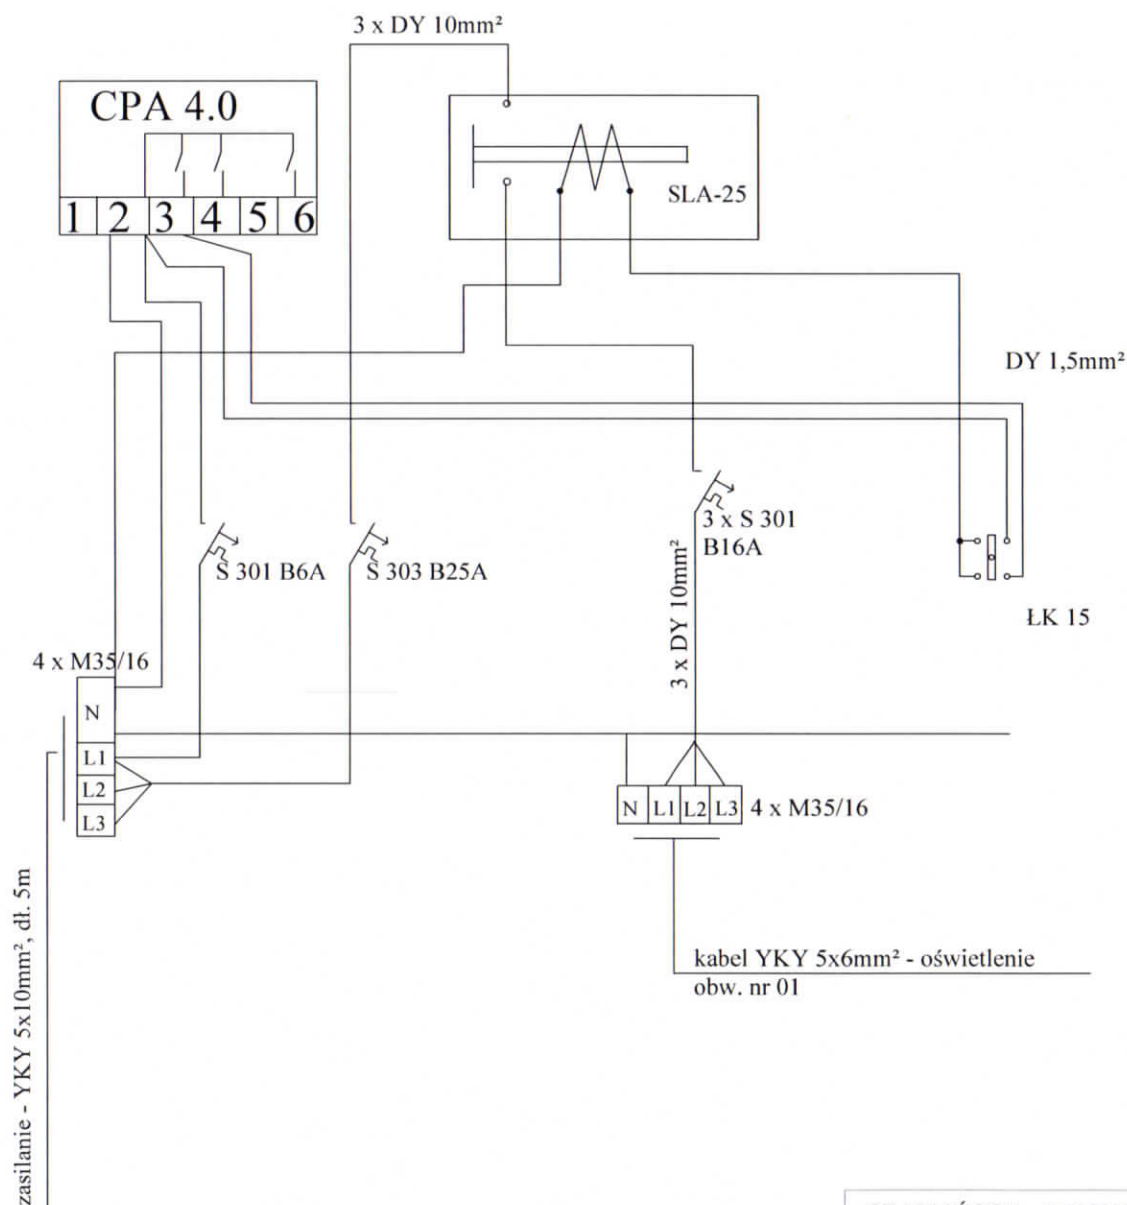 3 x DY 10mm²
CPA 4.0
1 2 3 4 5 6
SLA-25
DY 1,5mm²
3 x S 301
B16A
S 301 B6A
S 303 B25A
3 x DY 10mm²
ŁK 15
4 x M35/16
N
L1
L2
L3
N L1 L2 L3 4 x M35/16
kabel YKY 5x6mm² - oświetlenie
obw. nr 01
zasilanie - YKY 5x10mm², dł. 5m